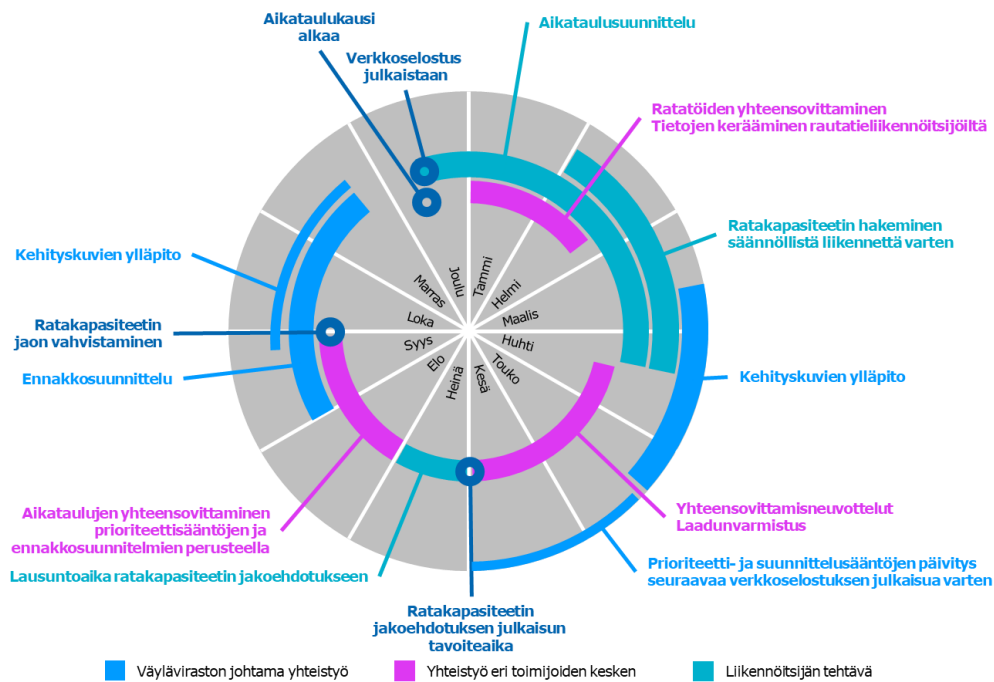 Aikataulukausi
alkaa
Verkkoselostus
julkaistaan
Aikataulusuunnittelu
Ratatöiden yhteensovittaminen
Tietojen kerääminen rautatieliikennöitsijöiltä
Ratakapasiteetin hakeminen
säännöllistä liikennettä varten
Kehityskuvien ylläpito
Ratakapasiteetin
jaon vahvistaminen
Ennakkosuunnittelu
Kehityskuvien ylläpito
Tammi
Helmi
Maalis
Huhti
Touko
Kesä
Heinä
Elo
Syys
Loka
Marras
Joulu
Aikataulujen yhteensovittaminen
prioriteettisääntöjen ja
ennakkosuunnitelmien perusteella
Lausuntoaika ratakapasiteetin jakoehdotukseen
Yhteensovittamisneuvottelut
Laadunvarmistus
Prioriteetti- ja suunnittelusääntöjen päivitys
seuraavaa verkkoselostuksen julkaisua varten
Ratakapasiteetin
jakoehdotuksen julkaisun
tavoiteaika
Väyläviraston johtama yhteistyö
Yhteistyö eri toimijoiden kesken
Liikennöitsijän tehtävä